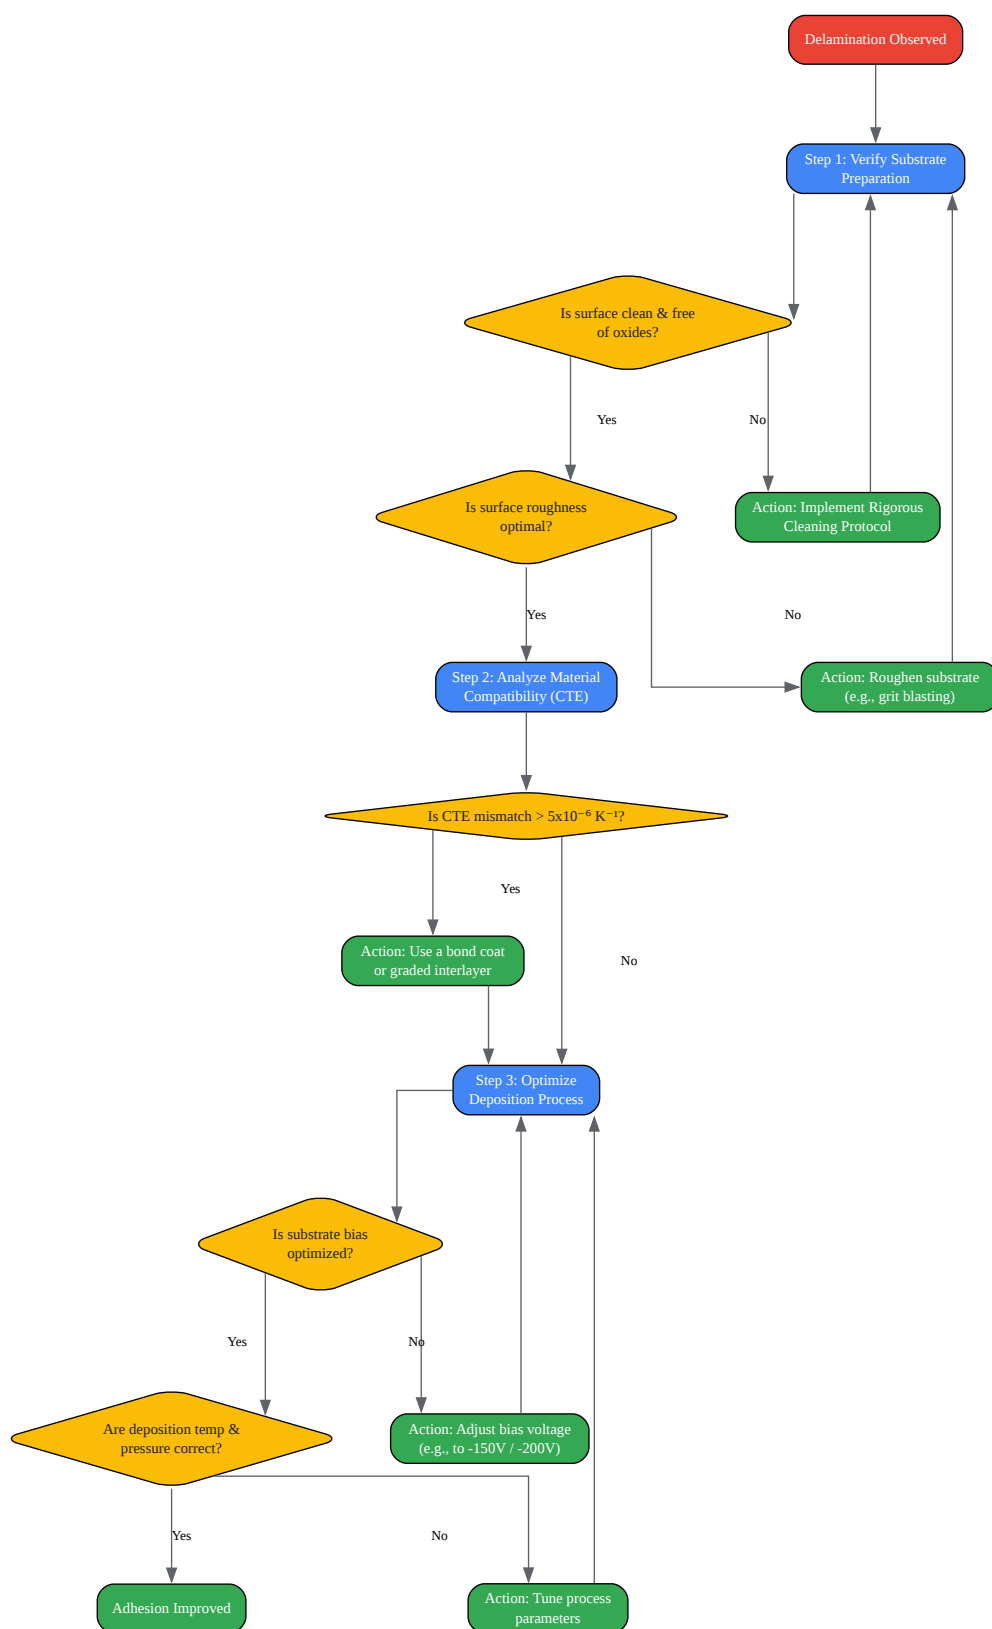 Delamination Observed
Step 1: Verify Substrate
Preparation
Is surface clean & free
of oxides?
Yes
No
Is surface roughness
optimal?
Action: Implement Rigorous
Cleaning Protocol
Yes
No
Step 2: Analyze Material
Compatibility (CTE)
Action: Roughen substrate
(e.g., grit blasting)
Is CTE mismatch > 5x10⁻⁶ K⁻¹?
Yes
Action: Use a bond coat
or graded interlayer
No
Step 3: Optimize
Deposition Process
Is substrate bias
optimized?
Yes
No
Are deposition temp &
pressure correct?
Action: Adjust bias voltage
(e.g., to -150V / -200V)
Yes
No
Adhesion Improved
Action: Tune process
parameters